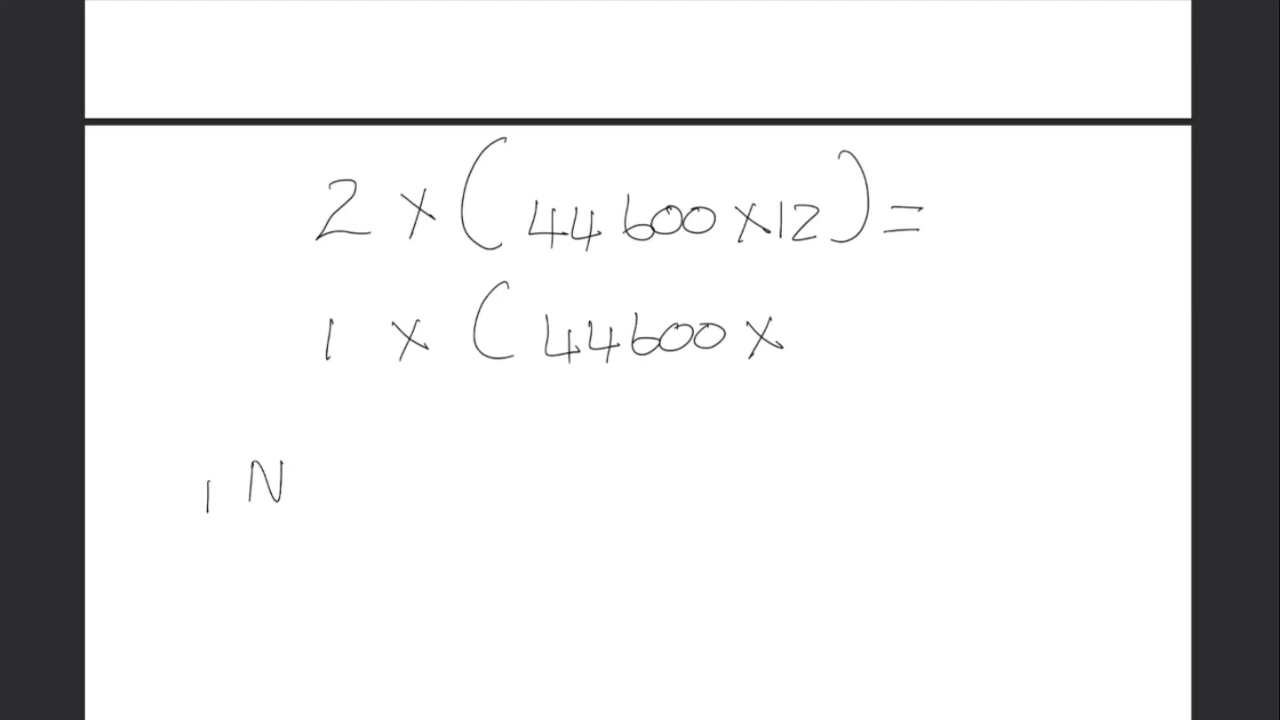 2 × (44600 × 12) =
1 × (44600 ×
1 N